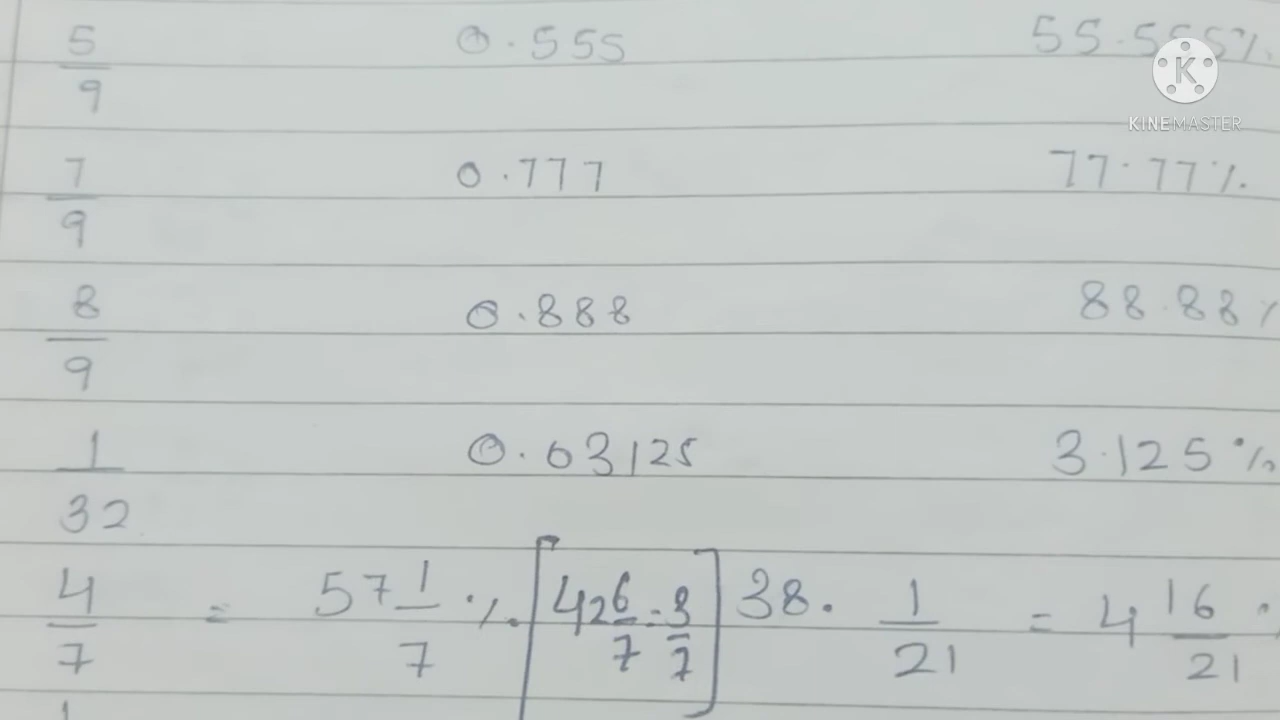 5/9 0.555 55.555%
K
KINEMASTER
7/9 0.777 77.77%
8/9 0.888 88.88%
1/32 0.03125 3.125%
4/7 = 57 1/7 % [42 6/7 = 3/7] 38. 1/21 = 4 16/21